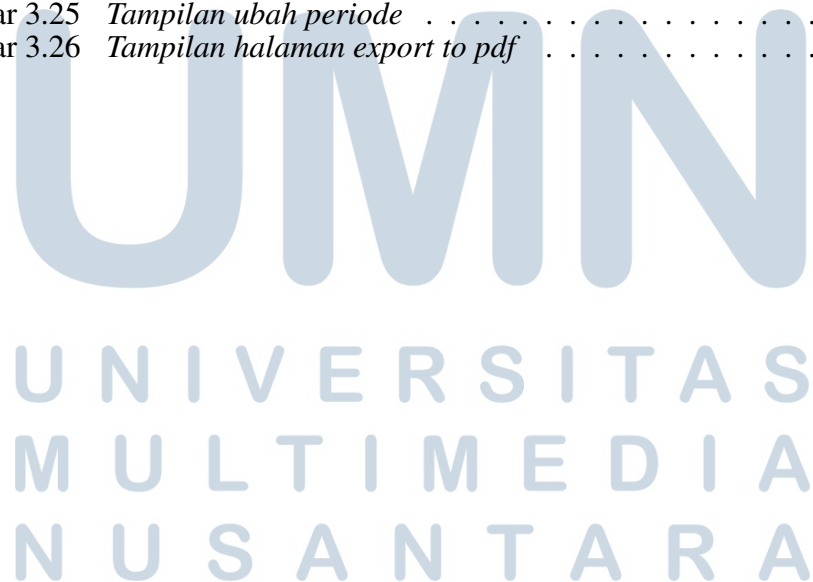 ar 3.25 Tampilan ubah periode . . . . . . . . . . . . . . . . .
ar 3.26 Tampilan halaman export to pdf . . . . . . . . . . . .
UMN
UNIVERSITAS
MULTIMEDIA
NUSANTARA